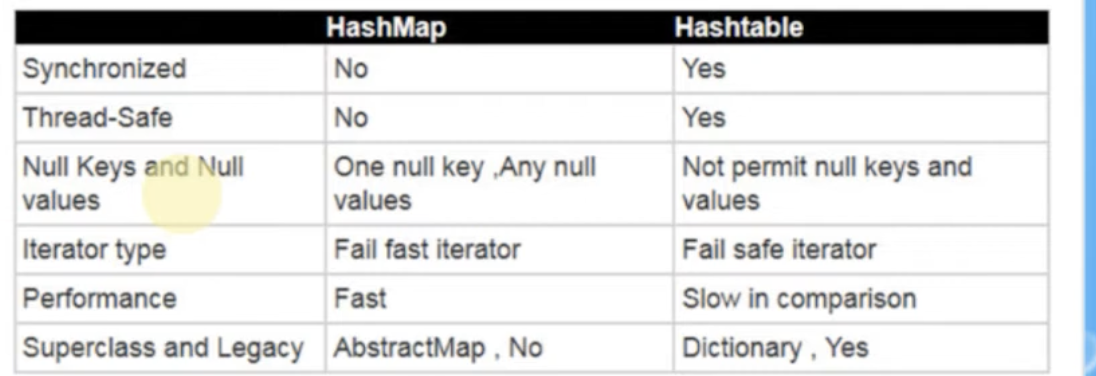 HashMap Hashtable
Synchronized No Yes
Thread-Safe No Yes
Null Keys and Null One null key ,Any null Not permit null keys and
values values values
Iterator type Fail fast iterator Fail safe iterator
Performance Fast Slow in comparison
Superclass and Legacy AbstractMap , No Dictionary , Yes